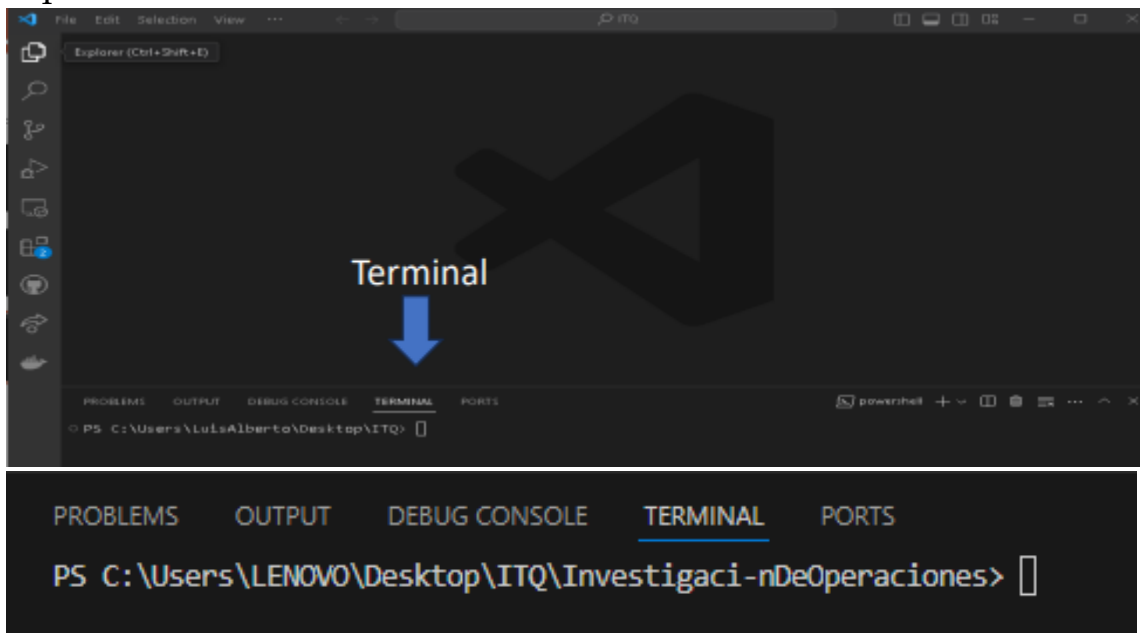 File Edit Selection View ... ITQ
Explorer (Ctrl+Shift+E)
2
Terminal
PROBLEMS OUTPUT DEBUG CONSOLE TERMINAL PORTS powershell
PS C:\Users\LuisAlberto\Desktop\ITQ>
PROBLEMS OUTPUT DEBUG CONSOLE TERMINAL PORTS
PS C:\Users\LENOVO\Desktop\ITQ\Investigaci-nDeOperaciones>